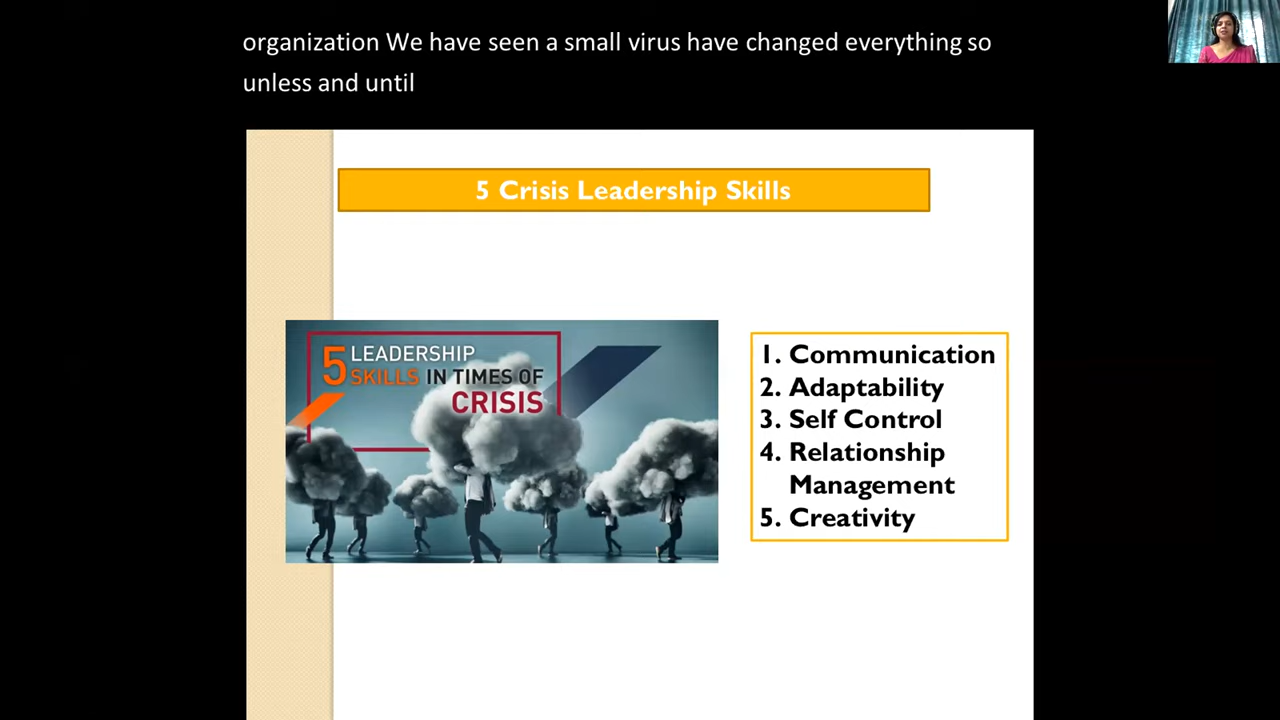 organization We have seen a small virus have changed everything so
unless and until
5 Crisis Leadership Skills
5 LEADERSHIP
SKILLS IN TIMES OF
CRISIS
1. Communication
2. Adaptability
3. Self Control
4. Relationship
Management
5. Creativity